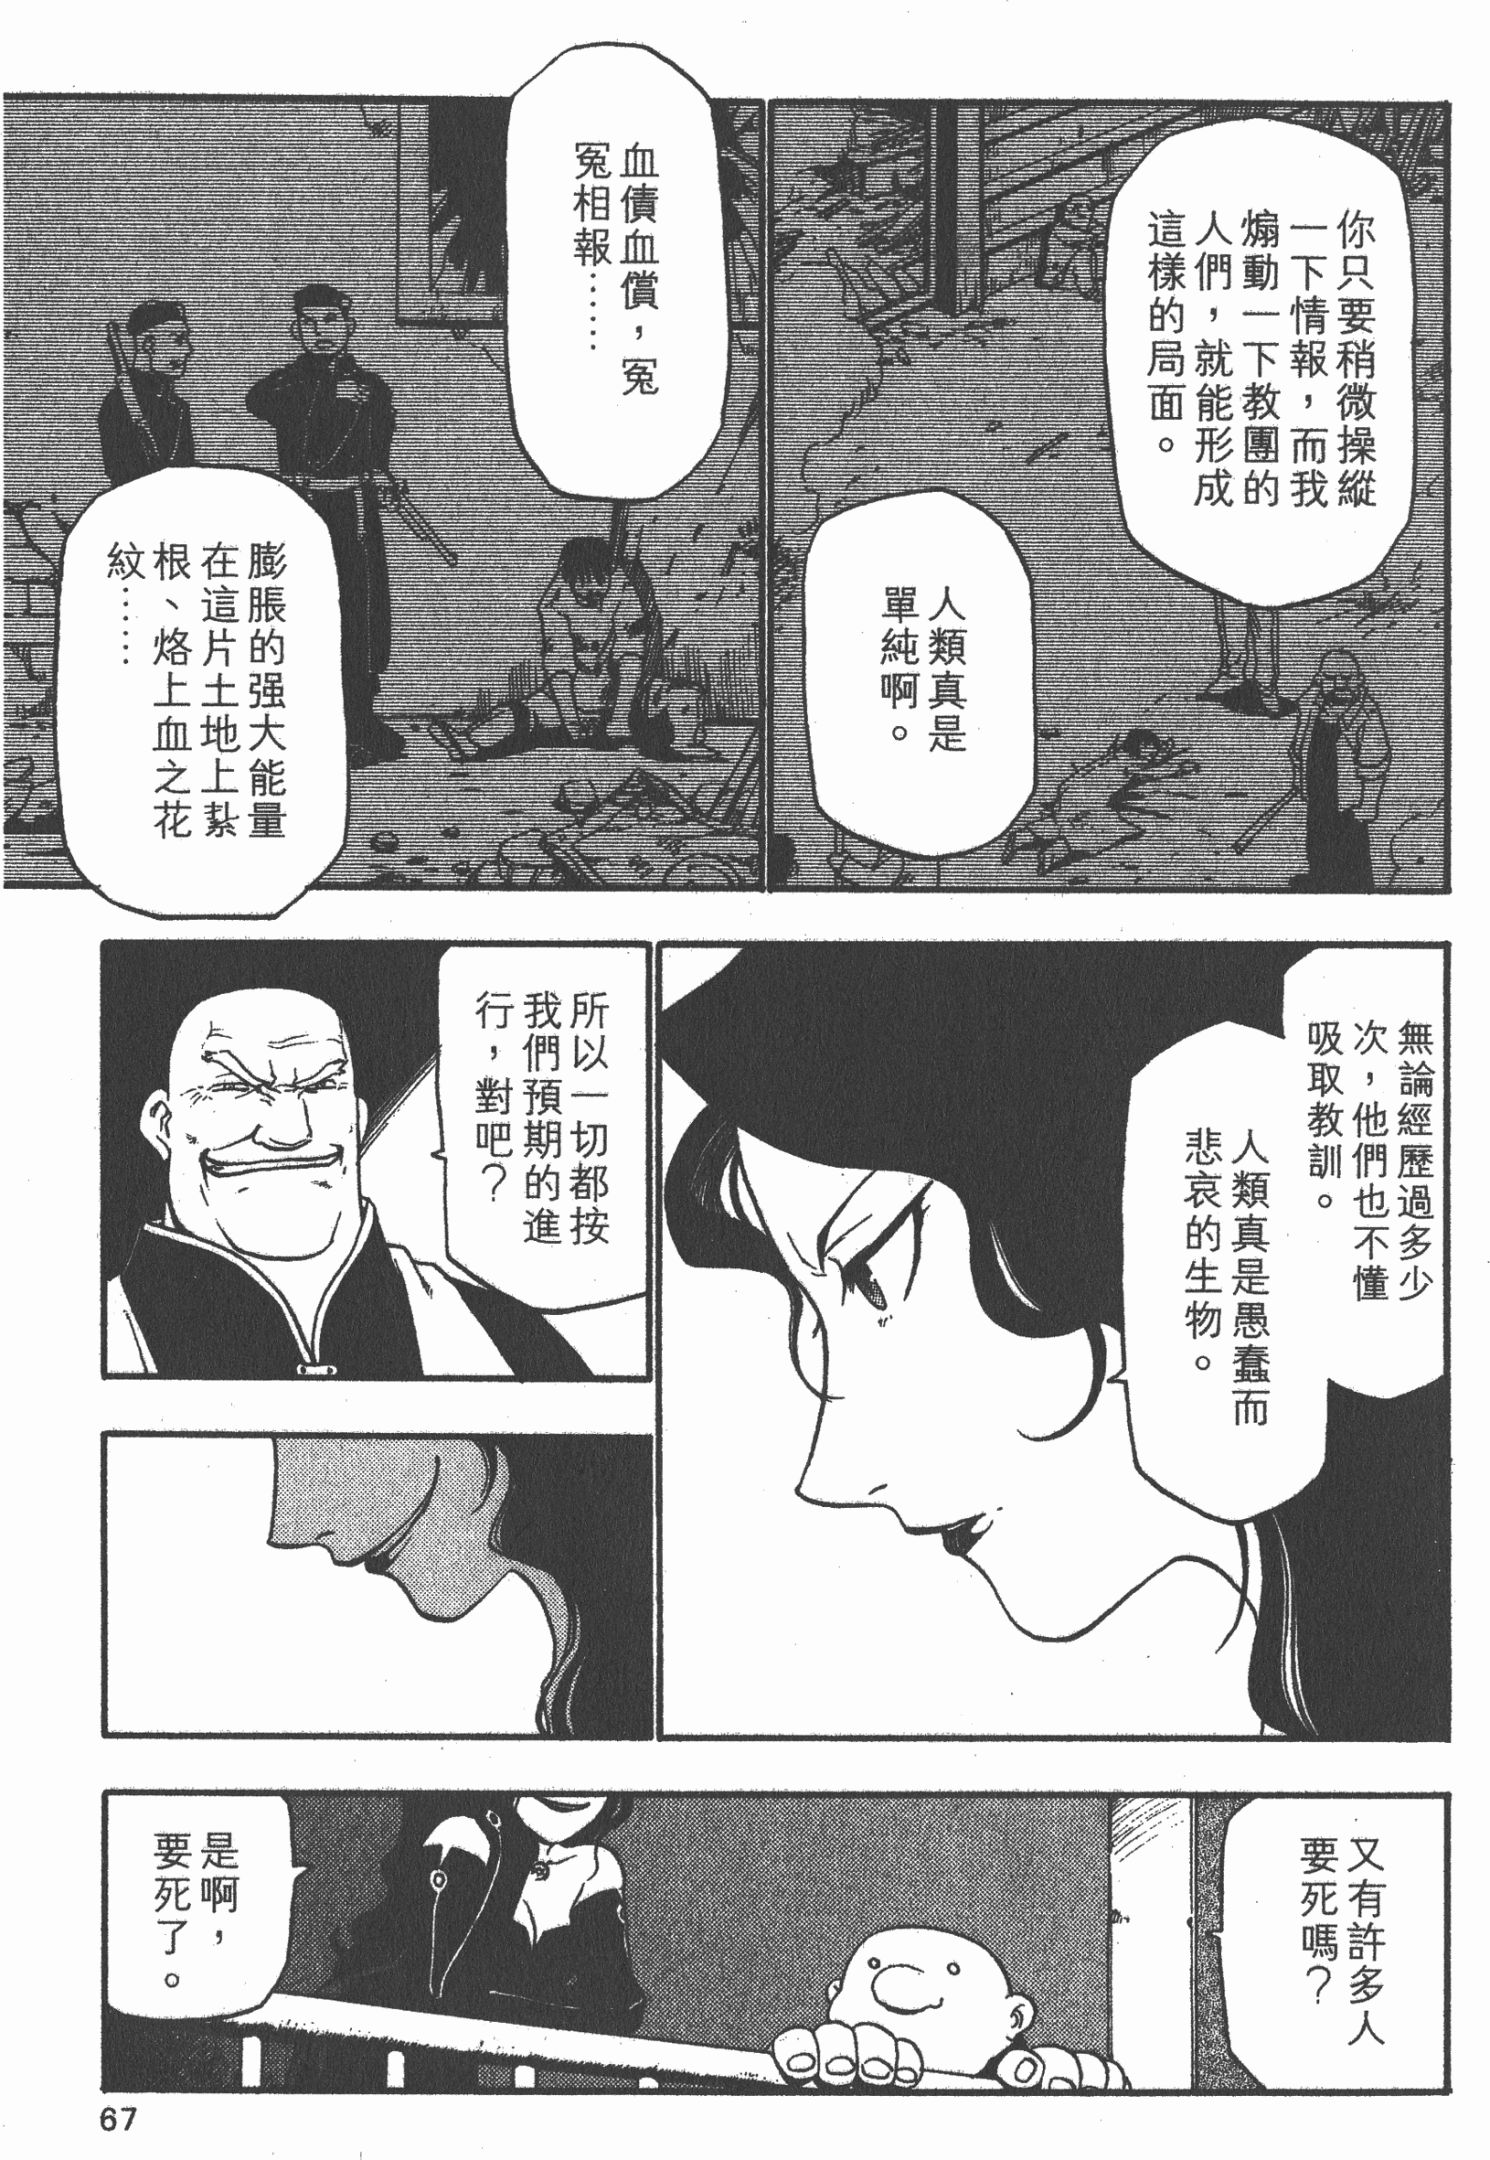 你只要稍微操縱
一下情報，而我
煽動一下教團的
人們，就能形成
這樣的局面。
人類真是
單純啊。
血債血償，冤
冤相報……
膨脹的强大能量
在這片土地上紮
根、烙上血之花
紋……
無論經歷過多少
次，他們也不懂
吸取教訓。
人類真是愚蠢而
悲哀的生物。
所以一切都按
我們預期的進
行，對吧？
又有許多人
要死嗎？
是啊，
要死了。
67